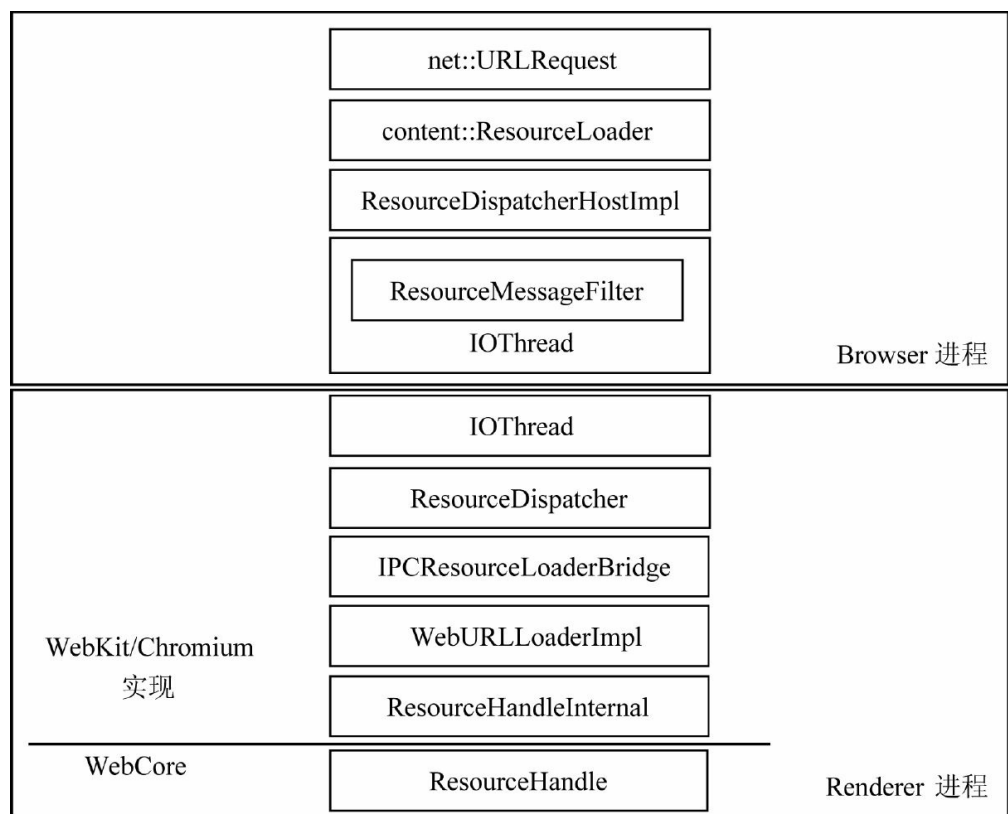 net::URLRequest
content::ResourceLoader
ResourceDispatcherHostImpl
ResourceMessageFilter
IOThread
Browser 进程
IOThread
ResourceDispatcher
IPCResourceLoaderBridge
WebURLLoaderImpl
WebKit/Chromium
实现
ResourceHandleInternal
WebCore
ResourceHandle
Renderer 进程